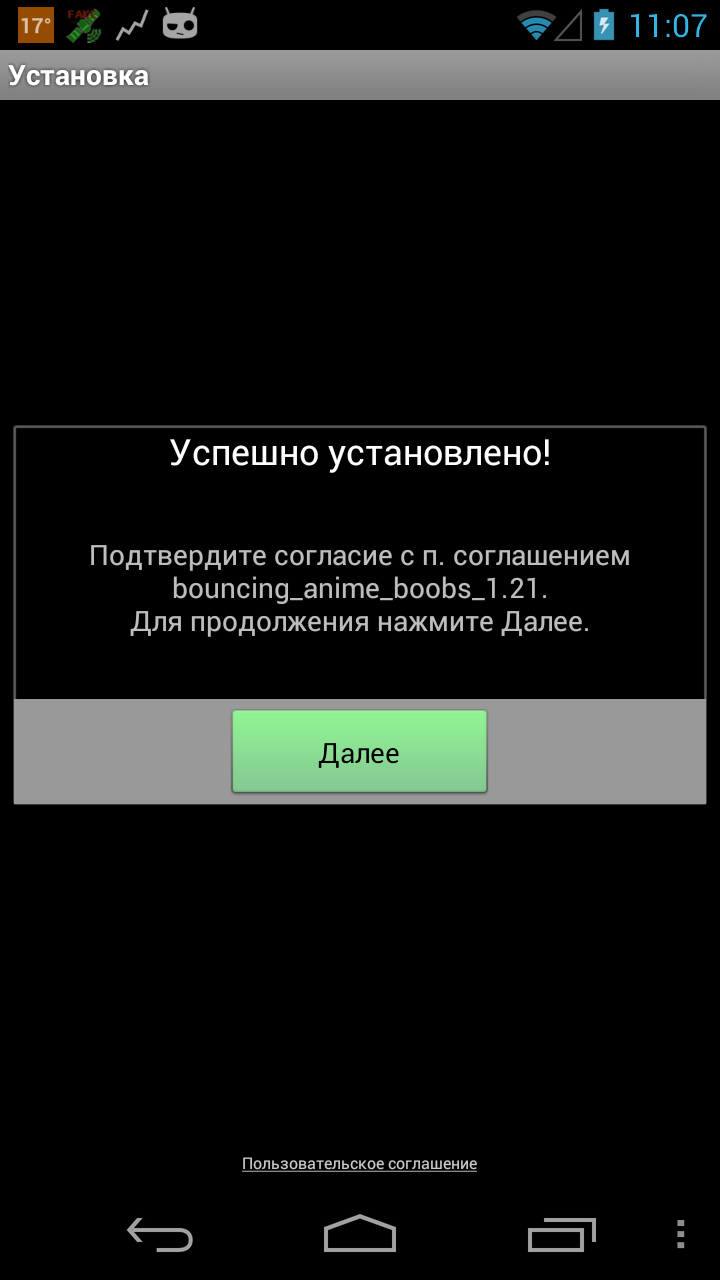 17°
FAKE
11:07
Установка
Успешно установлено!
Подтвердите согласие с п. соглашением
bouncing_anime_boobs_1.21.
Для продолжения нажмите Далее.
Далее
Пользовательское соглашение